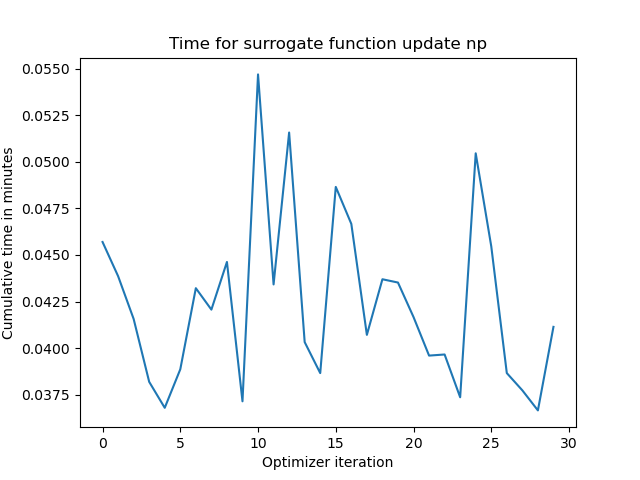 Time for surrogate function update np
Cumulative time in minutes
0.0550
0.0525
0.0500
0.0475
0.0450
0.0425
0.0400
0.0375
0 5 10 15 20 25 30
Optimizer iteration